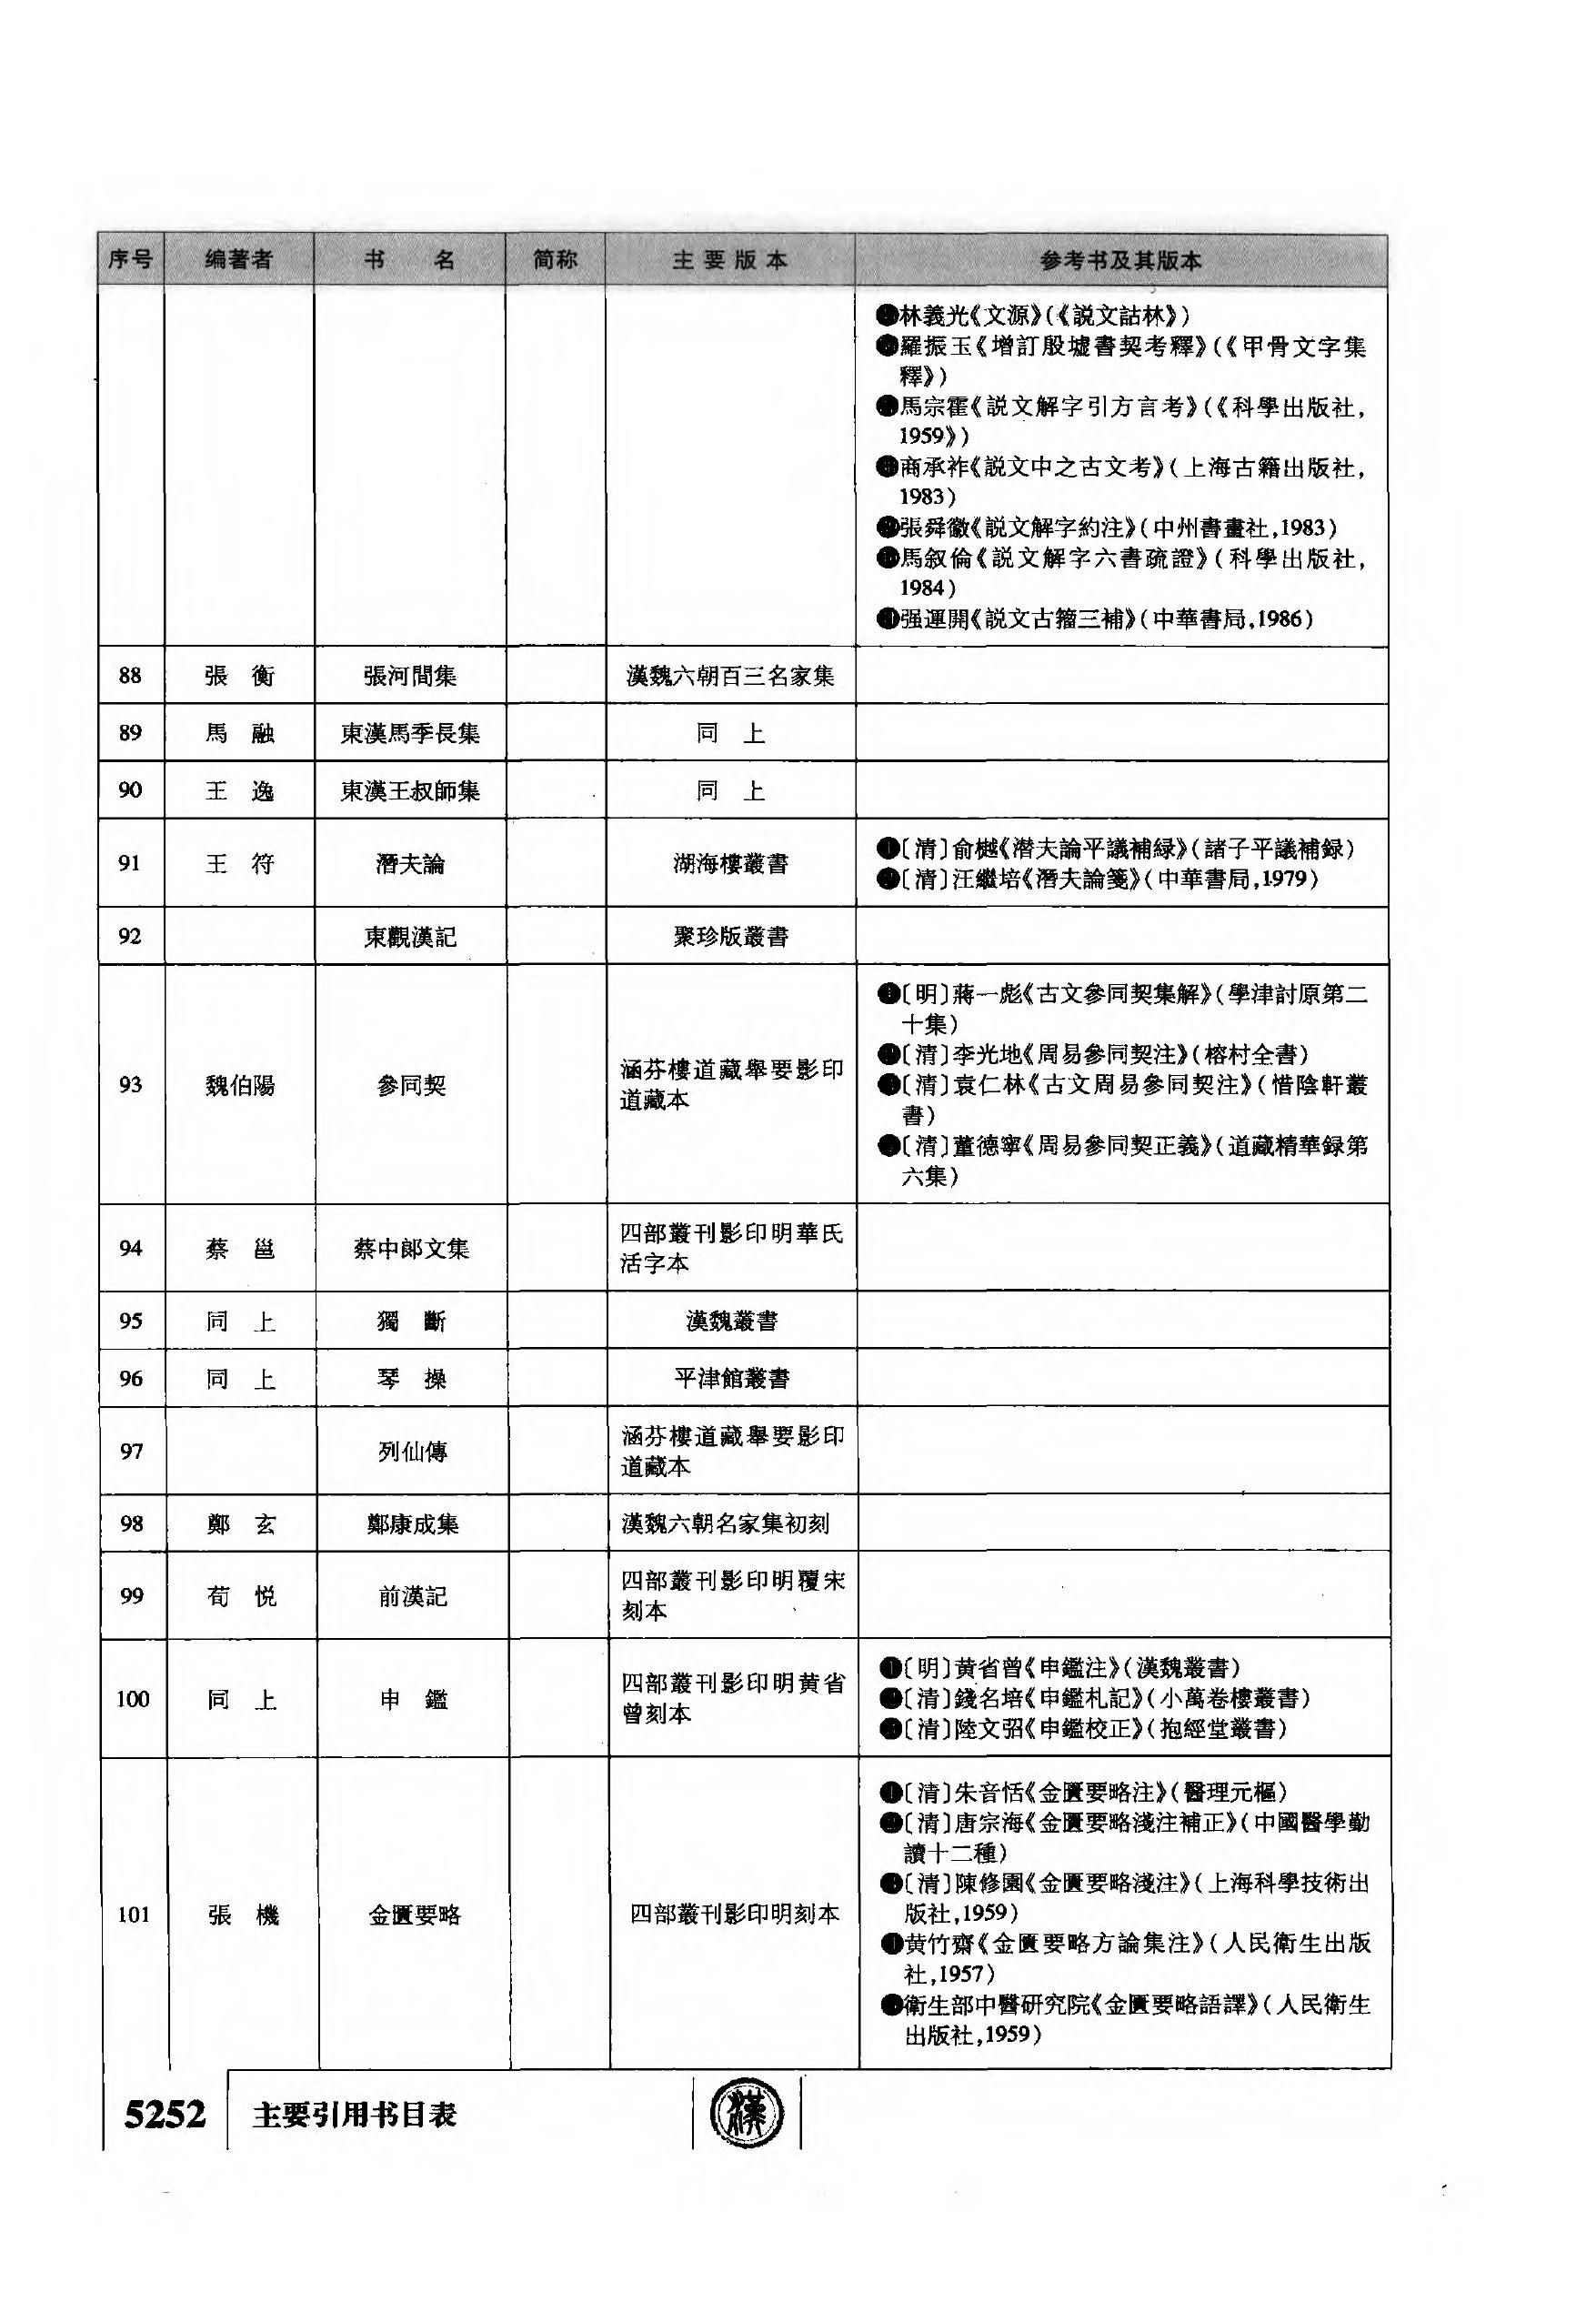 序号 编著者 书 名 简称 主要版本 参考书及其版本
林義光《文源》(《説文詁林》)
羅振玉《增訂殷墟書契考釋》(《甲骨文字集
釋》)
馬宗霍《説文解字引方言考》(《科學出版社,
1959》)
商承祚《説文中之古文考》(上海古籍出版社,
1983)
張舜徽《説文解字約注》(中州書畫社,1983)
馬叙倫《説文解字六書疏證》(科學出版社,
1984)
强運開《説文古籀三補》(中華書局,1986)
88 張 衡 張河間集 漢魏六朝百三名家集
89 馬 融 東漢馬季長集 同 上
90 王 逸 東漢王叔師集 同 上
91 王 符 潛夫論 湖海樓叢書
❶〔清〕俞樾《潛夫論平議補緑》(諸子平議補録)
❷〔清〕汪繼培《潛夫論箋》(中華書局,1979)
92 東觀漢記 聚珍版叢書
93 魏伯陽 參同契
涵芬樓道藏舉要影印
道藏本
❶〔明〕蔣一彪《古文參同契集解》(學津討原第二
十集)
❷〔清〕李光地《周易參同契注》(榕村全書)
❸〔清〕袁仁林《古文周易參同契注》(惜陰軒叢
書)
❹〔清〕董德寧《周易參同契正義》(道藏精華録第
六集)
94 蔡 邕 蔡中郎文集
四部叢刊影印明華氏
活字本
95 同 上 獨 斷 漢魏叢書
96 同 上 琴 操 平津館叢書
97 列仙傳
涵芬樓道藏舉要影印
道藏本
98 鄭 玄 鄭康成集 漢魏六朝名家集初刻
99 荀 悦 前漢記
四部叢刊影印明覆宋
刻本
100 同 上 申 鑑
四部叢刊影印明黄省
曾刻本
❶〔明〕黄省曾《申鑑注》(漢魏叢書)
❷〔清〕錢名培《申鑑札記》(小萬卷樓叢書)
❸〔清〕陸文弨《申鑑校正》(抱經堂叢書)
101 張 機 金匱要略 四部叢刊影印明刻本
❶〔清〕朱音恬《金匱要略注》(醫理元樞)
❷〔清〕唐宗海《金匱要略淺注補正》(中國醫學勤
讀十二種)
❸〔清〕陳修園《金匱要略淺注》(上海科學技術出
版社,1959)
❹黄竹齋《金匱要略方論集注》(人民衛生出版
社,1957)
❺衛生部中醫研究院《金匱要略語譯》(人民衛生
出版社,1959)
5252 主要引用书目表 漢